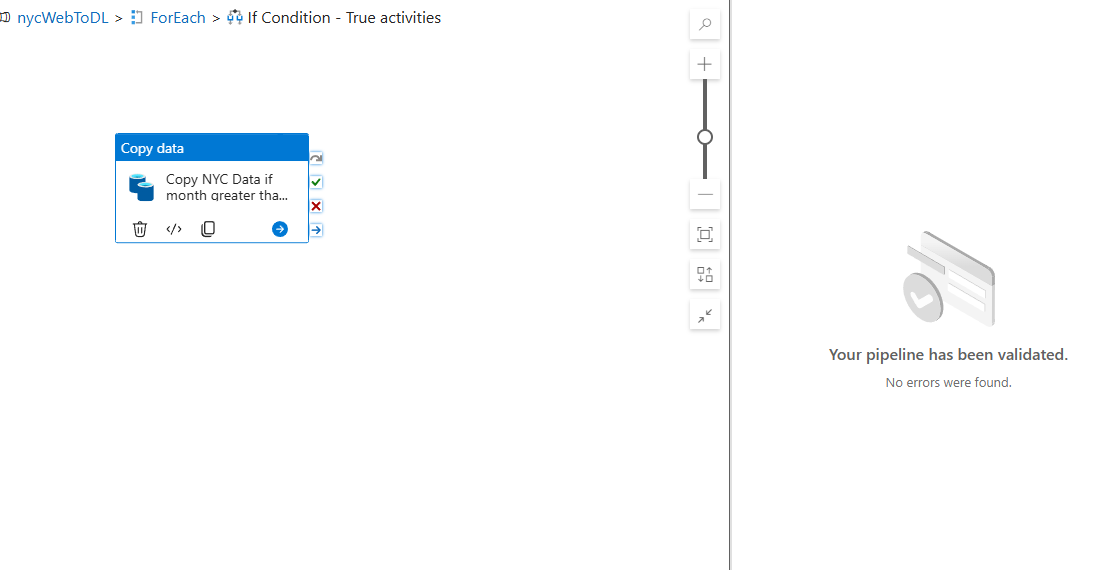 nycWebToDL > ForEach > If Condition - True activities
Copy data
Copy NYC Data if
month greater tha...
Your pipeline has been validated.
No errors were found.